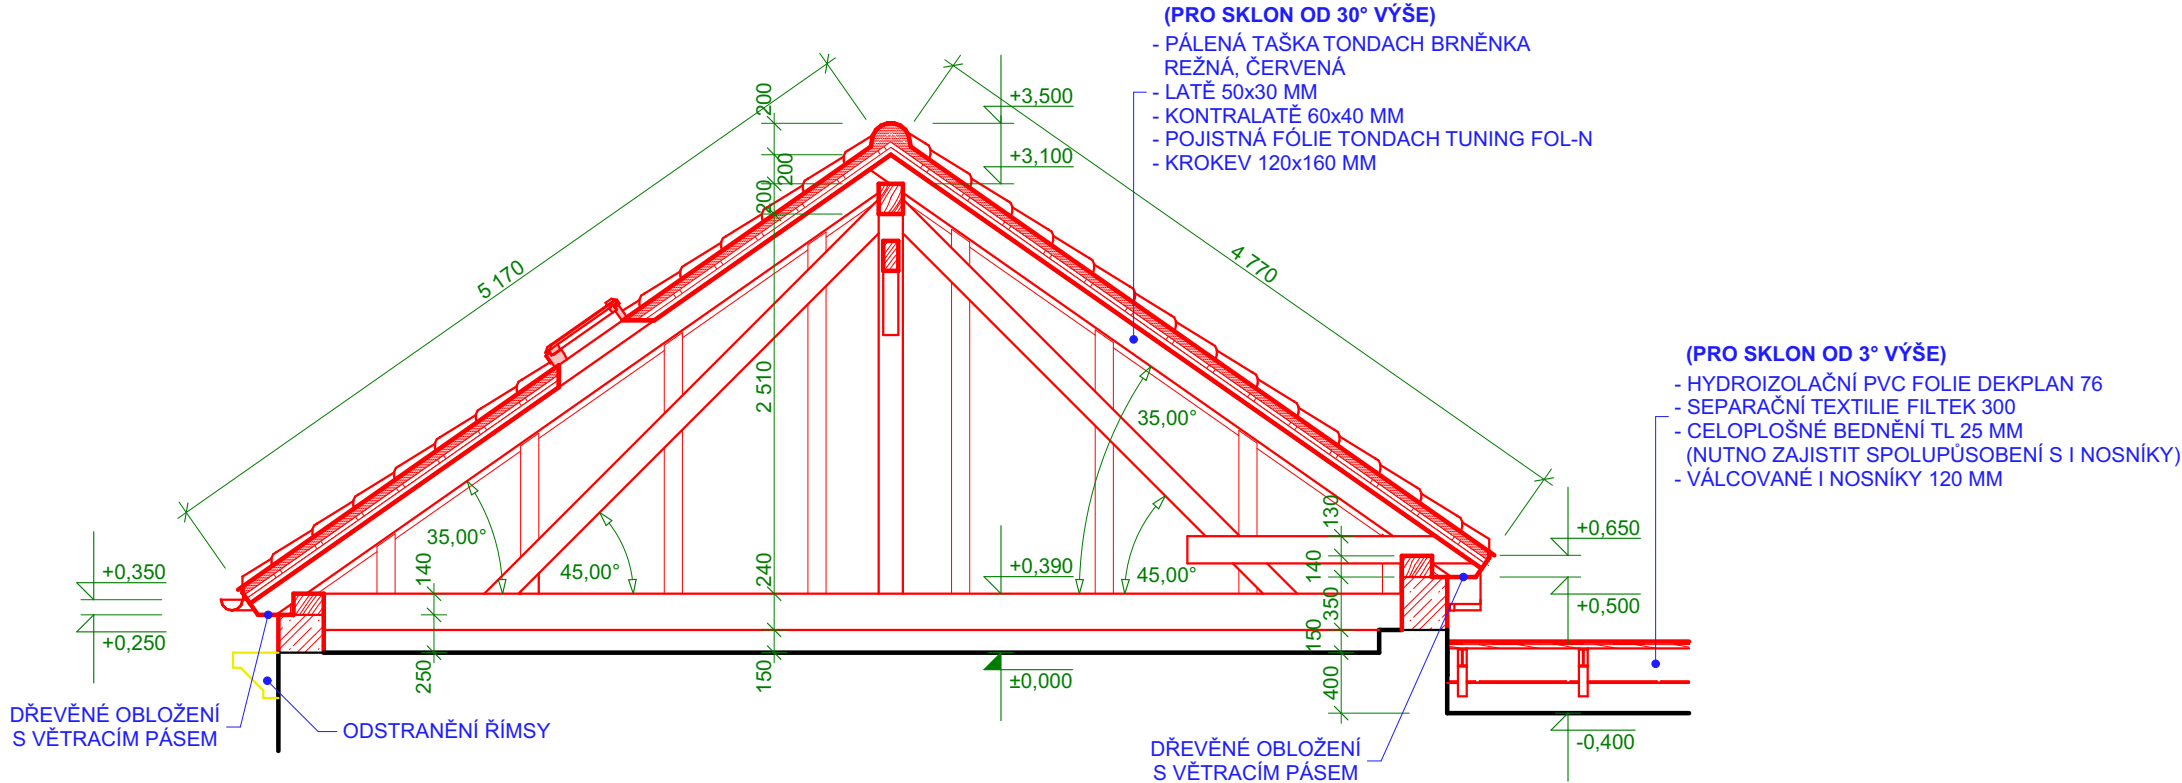 (PRO SKLON OD 30° VÝŠE)
- PÁLENÁ TAŠKA TONDACH BRNĚNKA
REŽNÁ, ČERVENÁ
- LATĚ 50x30 MM
- KONTRALATĚ 60x40 MM
- POJISTNÁ FÓLIE TONDACH TUNING FOL-N
- KROKEV 120x160 MM
+3,500
+3,100
200
200
200
5 170
4 770
2 510
240
150
35,00°
45,00°
35,00°
45,00°
140
250
+0,350
+0,250
+0,390
±0,000
130
140
350
150
400
+0,650
+0,500
-0,400
(PRO SKLON OD 3° VÝŠE)
- HYDROIZOLAČNÍ PVC FOLIE DEKPLAN 76
- SEPARAČNÍ TEXTILIE FILTEK 300
- CELOPLOŠNÉ BEDNĚNÍ TL 25 MM
(NUTNO ZAJISTIT SPOLUPŮSOBENÍ S I NOSNÍKY)
- VÁLCOVANÉ I NOSNÍKY 120 MM
DŘEVĚNÉ OBLOŽENÍ
S VĚTRACÍM PÁSEM
ODSTRANĚNÍ ŘÍMSY
DŘEVĚNÉ OBLOŽENÍ
S VĚTRACÍM PÁSEM